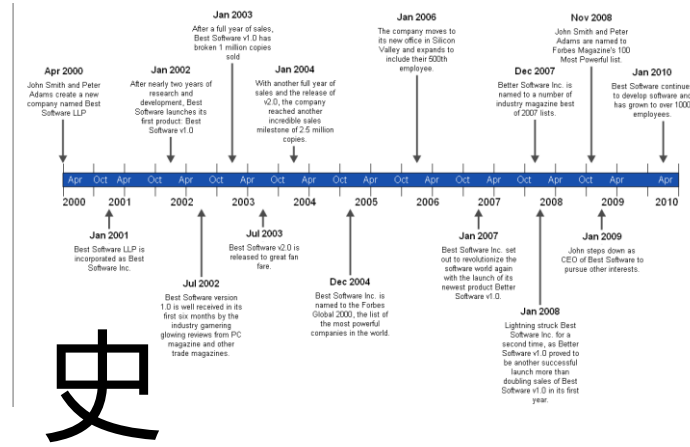 Jan 2003
After a full year of sales,
Best Software v1.0 has
broken 1 million copies
sold
Jan 2006
The company moves to
its new office in Silicon
Valley and expands to
include their 500th
employee.
Nov 2008
John Smith and Peter
Adams are named to
Forbes Magazine's 100
Most Powerful list.
Apr 2000
John Smith and Peter
Adams create a new
company named Best
Software LLP
Jan 2002
After nearly two years of
research and
development, Best
Software launches its
first product: Best
Software v1.0
Jan 2004
With another full year of
sales and the release of
v2.0, the company
reached another
incredible sales
milestone of 2.5 million
copies.
Dec 2007
Better Software Inc. is
named to a number of
industry magazine best
of 2007 lists.
Jan 2010
Best Software continue
to develop software and
has grown to over 1000
employees.
Apr Oct Apr Oct Apr Oct Apr Oct Apr Oct Apr Oct Apr Oct Apr Oct Apr Oct Apr Apr
2000 2001 2002 2003 2004 2005 2006 2007 2008 2009 2010
Jan 2001
Best Software LLP is
incorporated as Best
Software Inc.
Jul 2002
Best Software version
1.0 is well received in its
first six months by the
industry garnering
glowing reviews from PC
magazine and other
trade magazines.
Jul 2003
Best Software v2.0 is
released to great fan
fare.
Dec 2004
Best Software Inc. is
named to the Forbes
Global 2000, the list of
the most powerful
companies in the world.
Jan 2007
Best Software Inc. set
out to revolutionize the
software world again
with the launch of its
newest product Better
Software v1.0.
Jan 2008
Lightning struck Best
Software Inc. for a
second time, as Better
Software v1.0 proved to
be another successful
launch more than
doubling sales of Best
Software v1.0 in its first
year.
Jan 2009
John steps down as
CEO of Best Software to
pursue other interests.
史